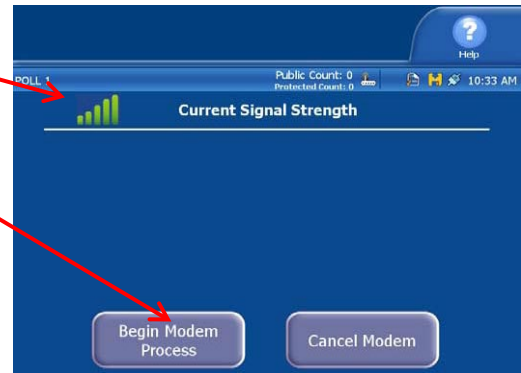 Help
POLL 1
Public Count: 0
Protected Count: 0
10:33 AM
Current Signal Strength
Begin Modem
Process
Cancel Modem